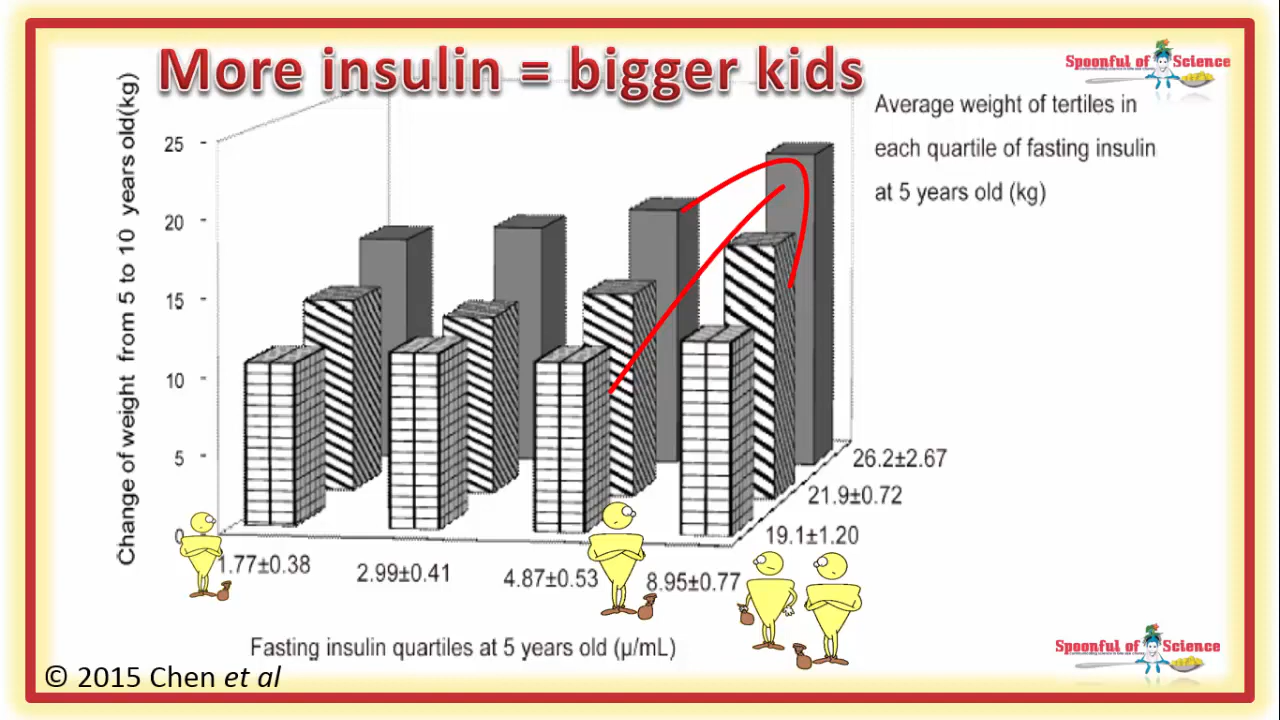 More insulin = bigger kids
Spoonful of Science
Average weight of tertiles in
each quartile of fasting insulin
at 5 years old (kg)
Change of weight from 5 to 10 years old(kg)
25
20
15
10
5
0
26.2±2.67
21.9±0.72
19.1±1.20
1.77±0.38
2.99±0.41
4.87±0.53
8.95±0.77
Fasting insulin quartiles at 5 years old (µ/mL)
Spoonful of Science
© 2015 Chen et al